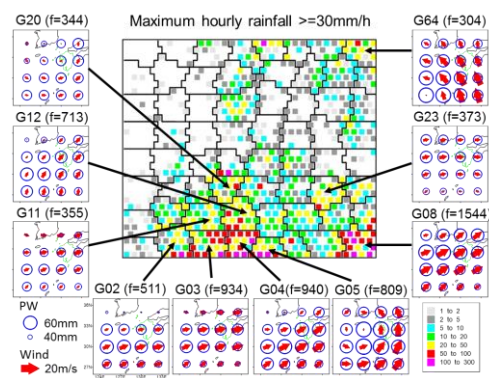 Maximum hourly rainfall >=30mm/h
G20 (f=344)
G64 (f=304)
G12 (f=713)
G23 (f=373)
G11 (f=355)
G08 (f=1544)
G02 (f=511)
G03 (f=934)
G04 (f=940)
G05 (f=809)
PW
60mm
40mm
Wind
20m/s
1 to 2
2 to 5
5 to 10
10 to 20
20 to 50
50 to 100
100 to 300